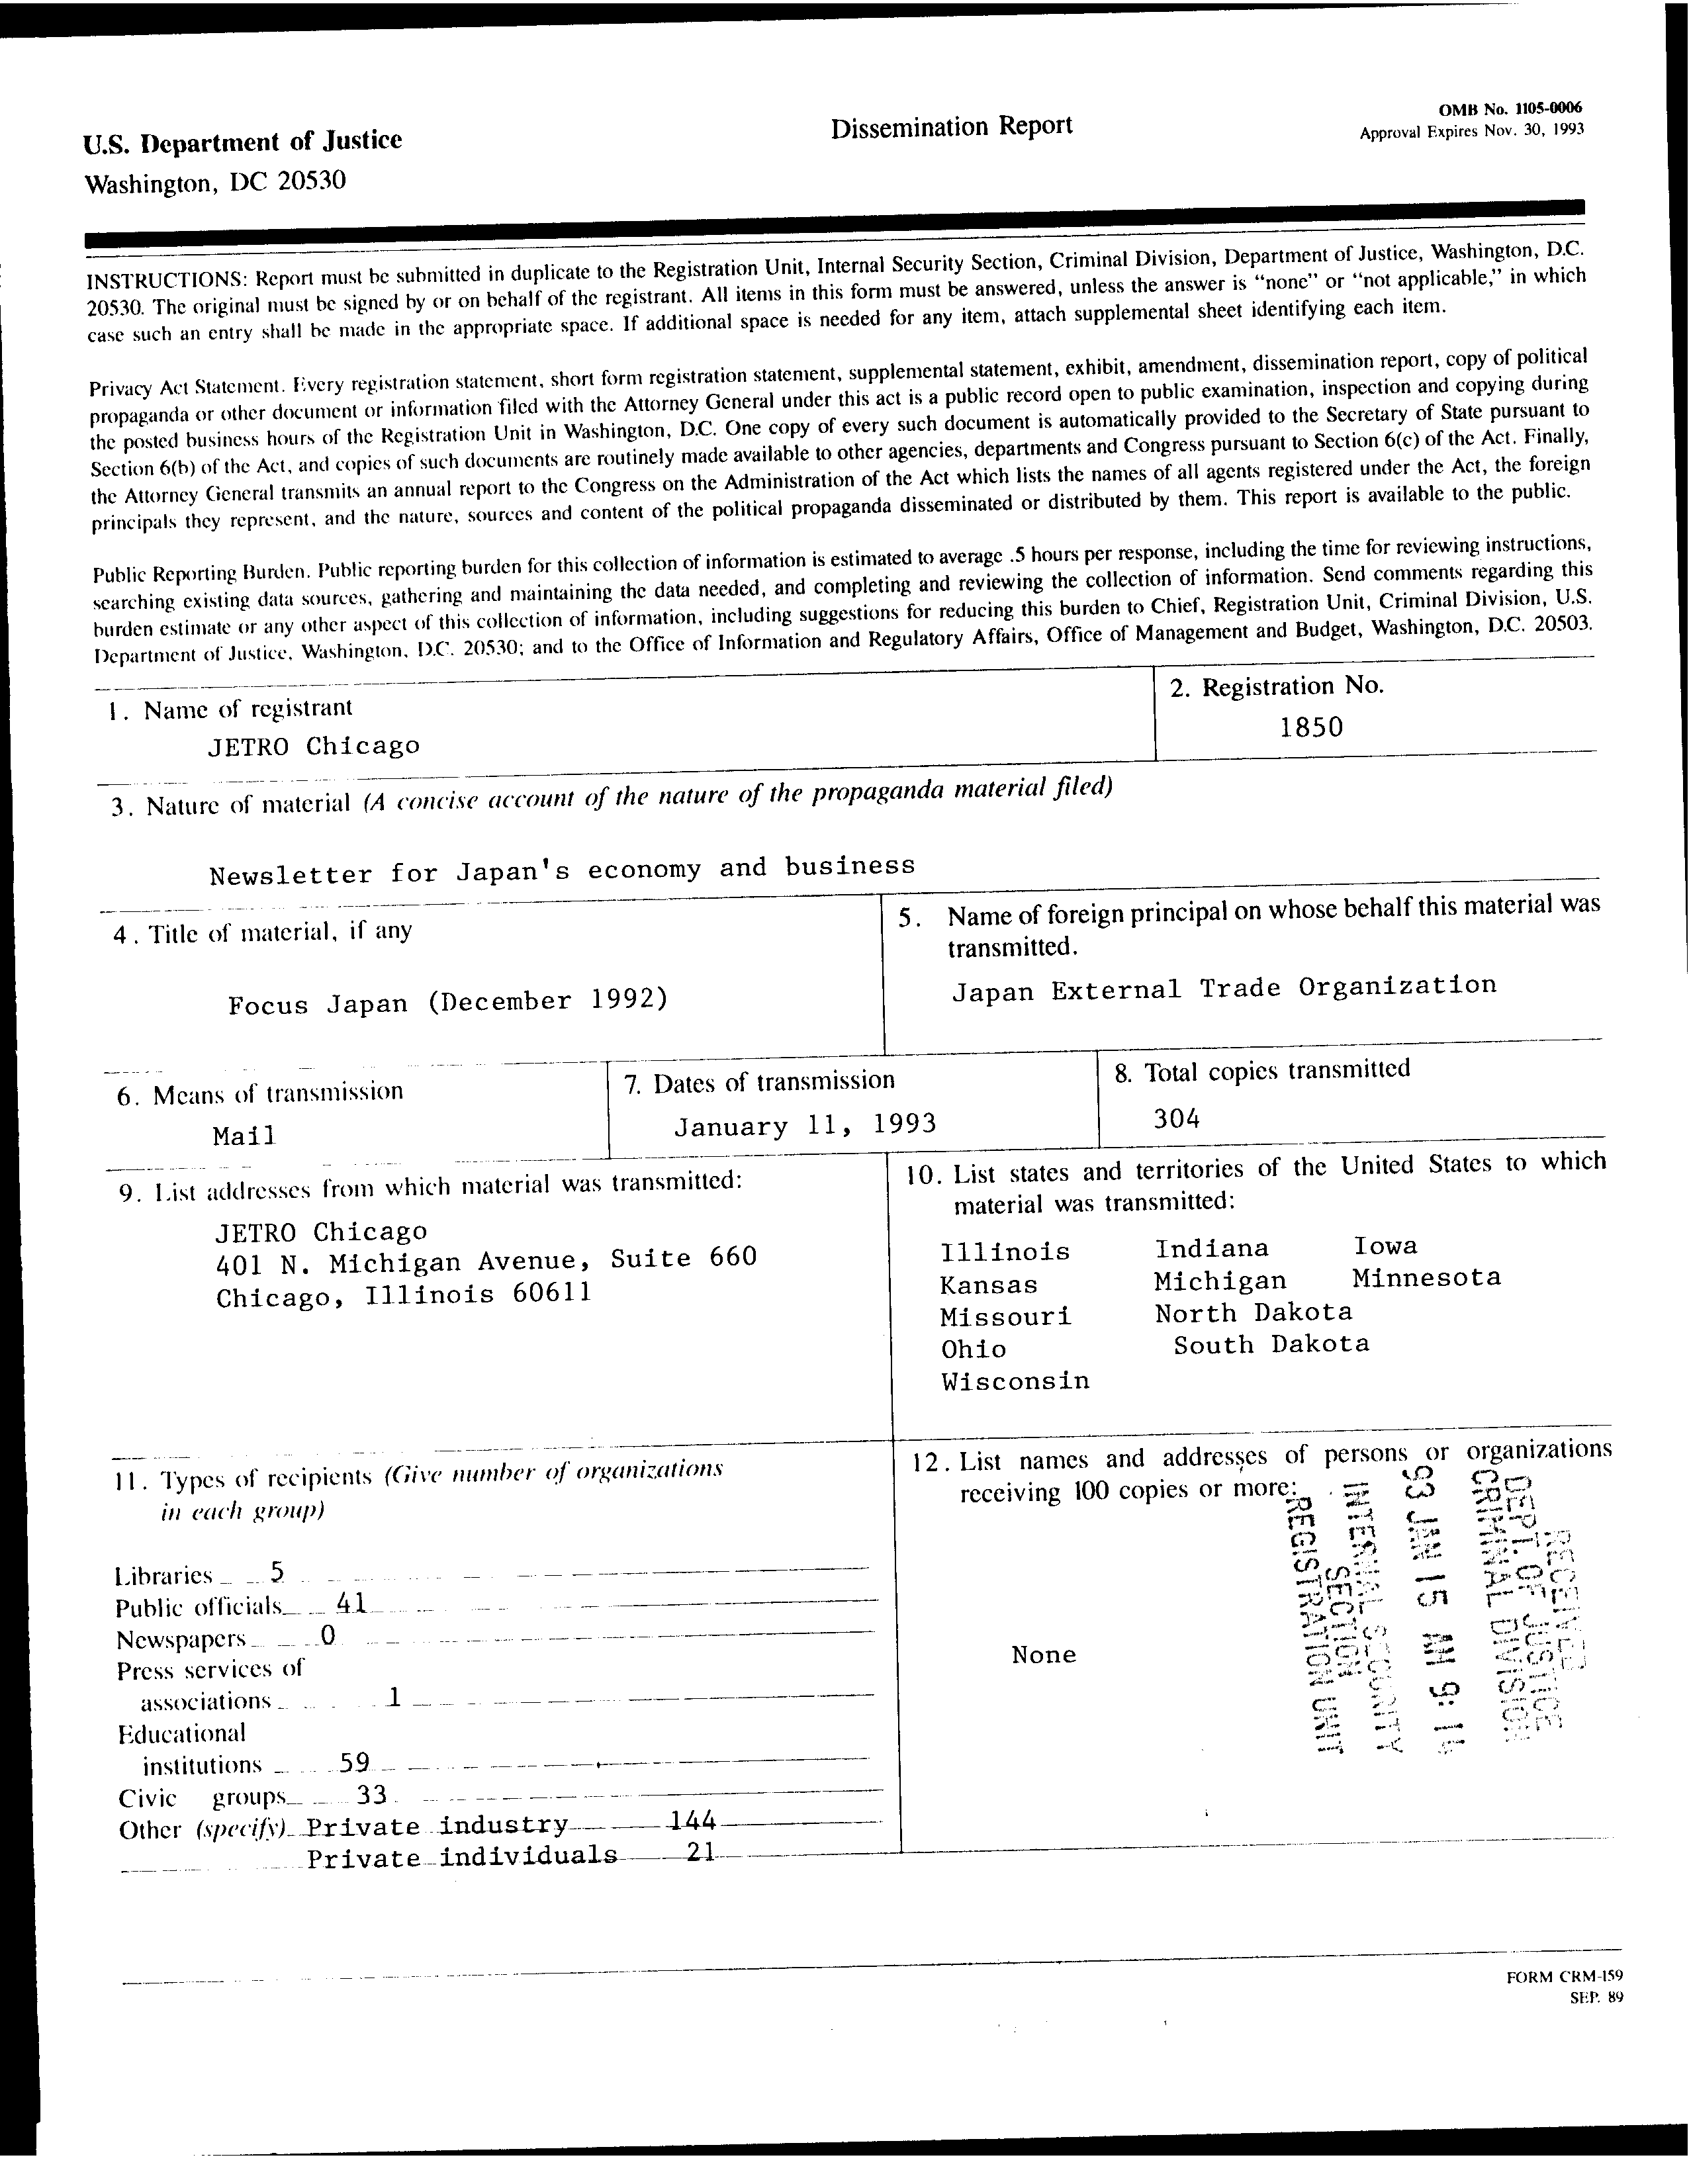 OMB No. 1105-0006
Approval Expires Nov. 30, 1993
U.S. Department of Justice
Dissemination Report
Washington, DC 20530
INSTRUCTIONS: Report must be submitted in duplicate to the Registration Unit, Internal Security Section, Criminal Division, Department of Justice, Washington, D.C.
20530. The original must be signed by or on behalf of the registrant. All items in this form must be answered, unless the answer is “none” or “not applicable,” in which
case such an entry shall be made in the appropriate space. If additional space is needed for any item, attach supplemental sheet identifying each item.
Privacy Act Statement. Every registration statement, short form registration statement, supplemental statement, exhibit, amendment, dissemination report, copy of political
propaganda or other document or information filed with the Attorney General under this act is a public record open to public examination, inspection and copying during
the posted business hours of the Registration Unit in Washington, D.C. One copy of every such document is automatically provided to the Secretary of State pursuant to
Section 6(b) of the Act, and copies of such documents are routinely made available to other agencies, departments and Congress pursuant to Section 6(c) of the Act. Finally,
the Attorney General transmits an annual report to the Congress on the Administration of the Act which lists the names of all agents registered under the Act, the foreign
principals they represent, and the nature, sources and content of the political propaganda disseminated or distributed by them. This report is available to the public.
Public Reporting Burden. Public reporting burden for this collection of information is estimated to average .5 hours per response, including the time for reviewing instructions,
searching existing data sources, gathering and maintaining the data needed, and completing and reviewing the collection of information. Send comments regarding this
burden estimate or any other aspect of this collection of information, including suggestions for reducing this burden to Chief, Registration Unit, Criminal Division, U.S.
Department of Justice, Washington, D.C. 20530; and to the Office of Information and Regulatory Affairs, Office of Management and Budget, Washington, D.C. 20503.
1. Name of registrant
JETRO Chicago
2. Registration No.
1850
3. Nature of material (A concise account of the nature of the propaganda material filed)
Newsletter for Japan's economy and business
4. Title of material, if any
Focus Japan (December 1992)
5. Name of foreign principal on whose behalf this material was
transmitted.
Japan External Trade Organization
6. Means of transmission
Mail
7. Dates of transmission
January 11, 1993
8. Total copies transmitted
304
9. List addresses from which material was transmitted:
JETRO Chicago
401 N. Michigan Avenue, Suite 660
Chicago, Illinois 60611
10. List states and territories of the United States to which
material was transmitted:
Illinois Indiana Iowa
Kansas Michigan Minnesota
Missouri North Dakota
Ohio South Dakota
Wisconsin
11. Types of recipients (Give number of organizations
in each group)
Libraries 5
Public officials 41
Newspapers 0
Press services of
associations 1
Educational
institutions 59
Civic groups 33
Other (specify) Private industry 144
Private individuals 21
12. List names and addresses of persons or organizations
receiving 100 copies or more:
None
RECEIVED
DEPT. OF JUSTICE
CRIMINAL DIVISION
93 JAN 15 AM 9:
INTERNAL SECURITY
SECTION
REGISTRATION UNIT
FORM CRM-159
SEP. 89